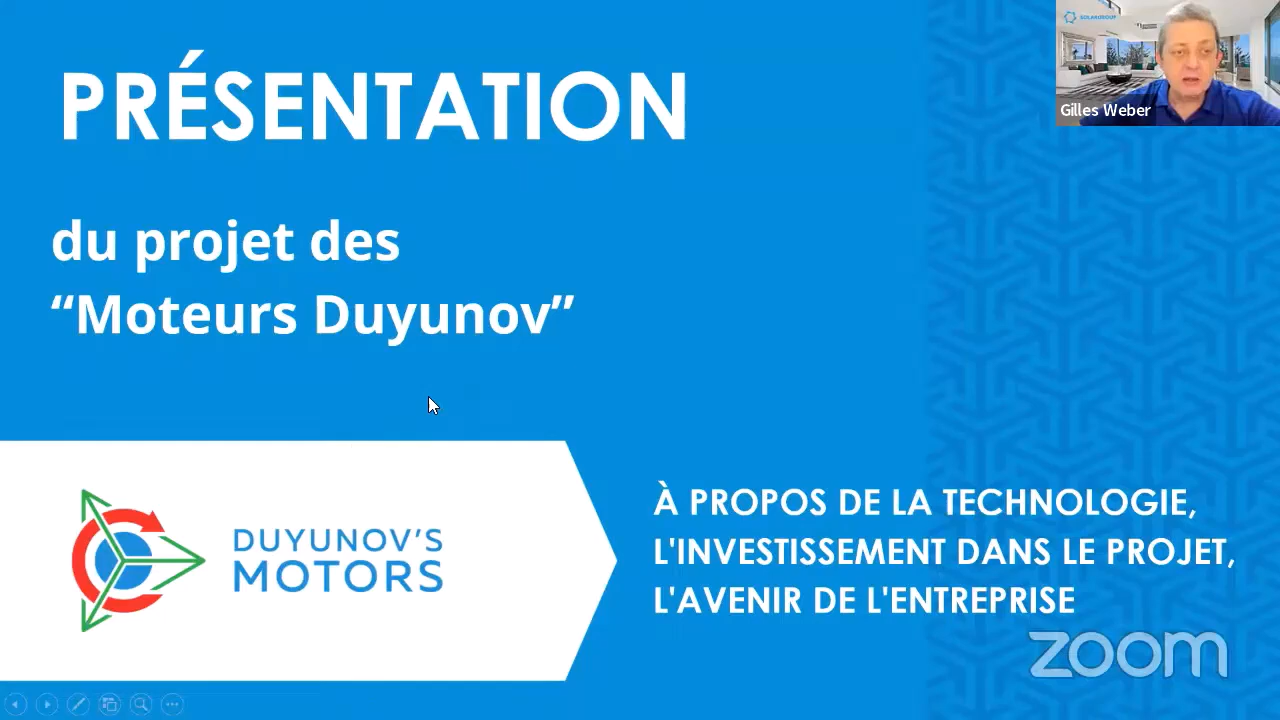 PRÉSENTATION
du projet des
“Moteurs Duyunov”
SOLARGROUP
Gilles Weber
DUYUNOV'S
MOTORS
À PROPOS DE LA TECHNOLOGIE,
L'INVESTISSEMENT DANS LE PROJET,
L'AVENIR DE L'ENTREPRISE
zoom